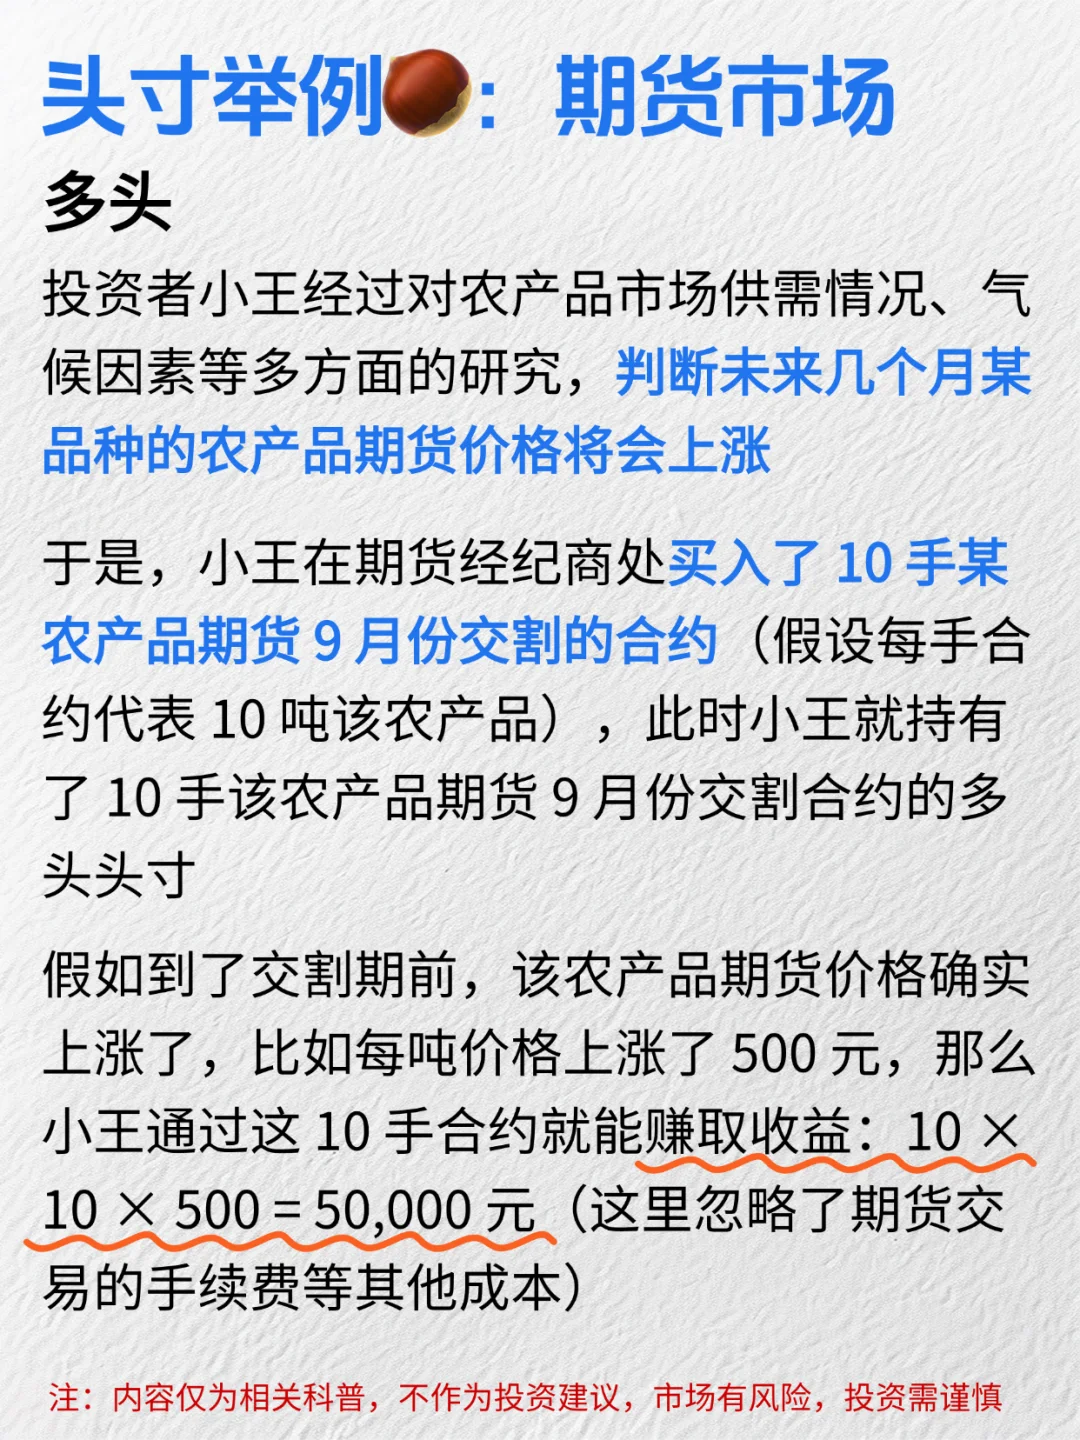 头寸举例🌰：期货市场
多头
投资者小王经过对农产品市场供需情况、气
候因素等多方面的研究，判断未来几个月某
品种的农产品期货价格将会上涨
于是，小王在期货经纪商处买入了 10 手某
农产品期货 9 月份交割的合约（假设每手合
约代表 10 吨该农产品），此时小王就持有
了 10 手该农产品期货 9 月份交割合约的多
头头寸
假如到了交割期前，该农产品期货价格确实
上涨了，比如每吨价格上涨了 500 元，那么
小王通过这 10 手合约就能赚取收益：10 ×
10 × 500 = 50,000 元（这里忽略了期货交
易的手续费等其他成本）
注：内容仅为相关科普，不作为投资建议，市场有风险，投资需谨慎